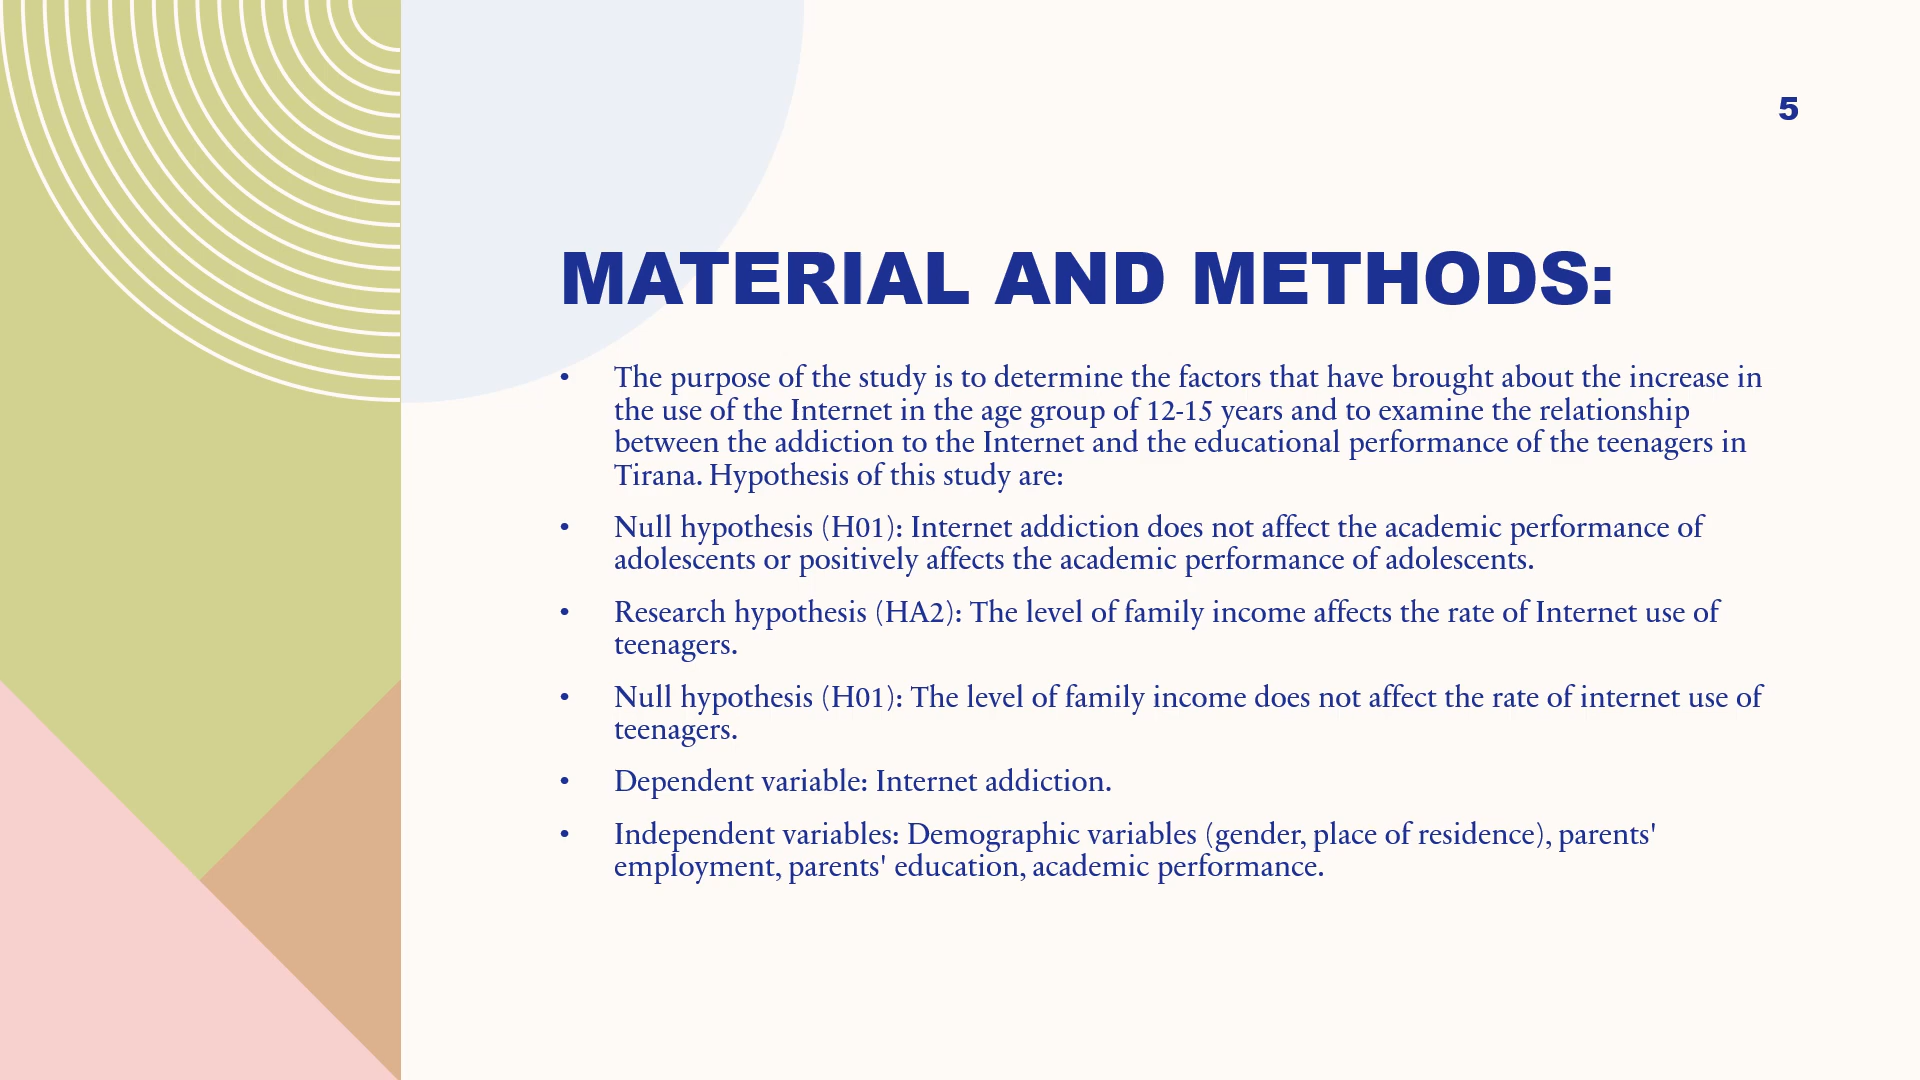 5
MATERIAL AND METHODS:
• The purpose of the study is to determine the factors that have brought about the increase in
the use of the Internet in the age group of 12-15 years and to examine the relationship
between the addiction to the Internet and the educational performance of the teenagers in
Tirana. Hypothesis of this study are:
• Null hypothesis (H01): Internet addiction does not affect the academic performance of
adolescents or positively affects the academic performance of adolescents.
• Research hypothesis (HA2): The level of family income affects the rate of Internet use of
teenagers.
• Null hypothesis (H01): The level of family income does not affect the rate of internet use of
teenagers.
• Dependent variable: Internet addiction.
• Independent variables: Demographic variables (gender, place of residence), parents'
employment, parents' education, academic performance.